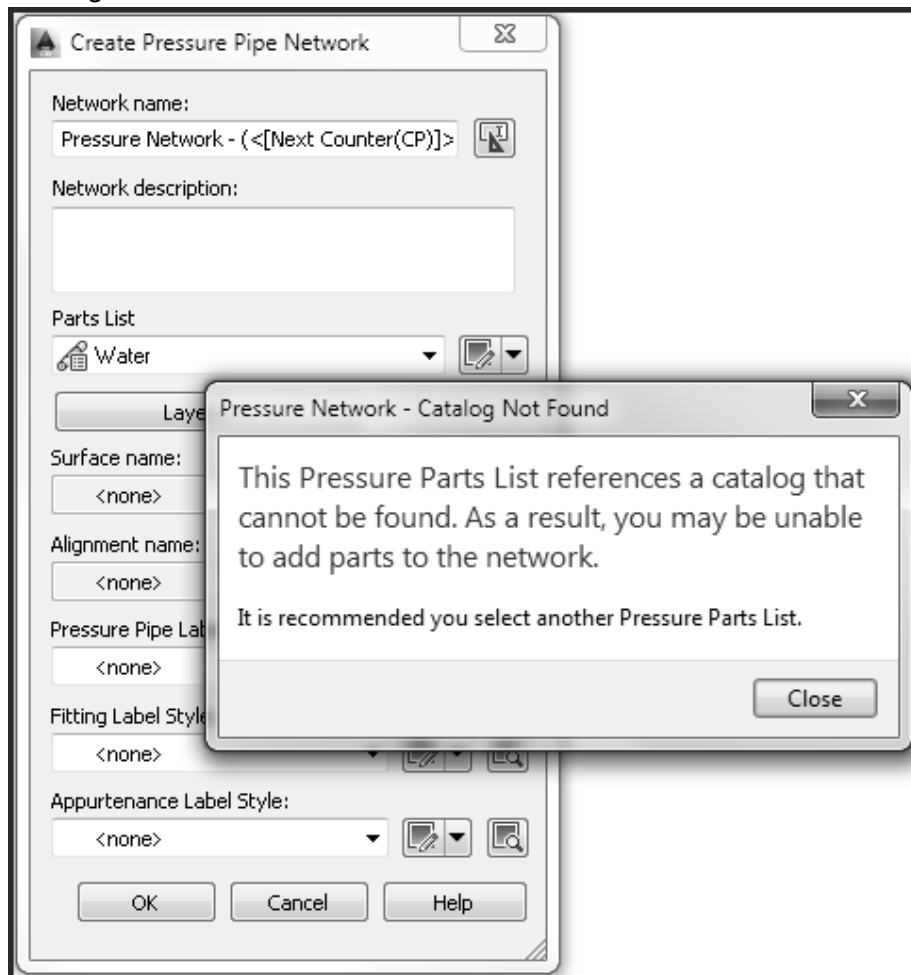 Create Pressure Pipe Network
Network name:
Pressure Network - (<[Next Counter(CP)]>
Network description:
Parts List
Water
Laye
Surface name:
<none>
Alignment name:
<none>
Pressure Pipe Lab
<none>
Fitting Label Style
<none>
Appurtenance Label Style:
<none>
OK Cancel Help
Pressure Network - Catalog Not Found
This Pressure Parts List references a catalog that
cannot be found. As a result, you may be unable
to add parts to the network.
It is recommended you select another Pressure Parts List.
Close